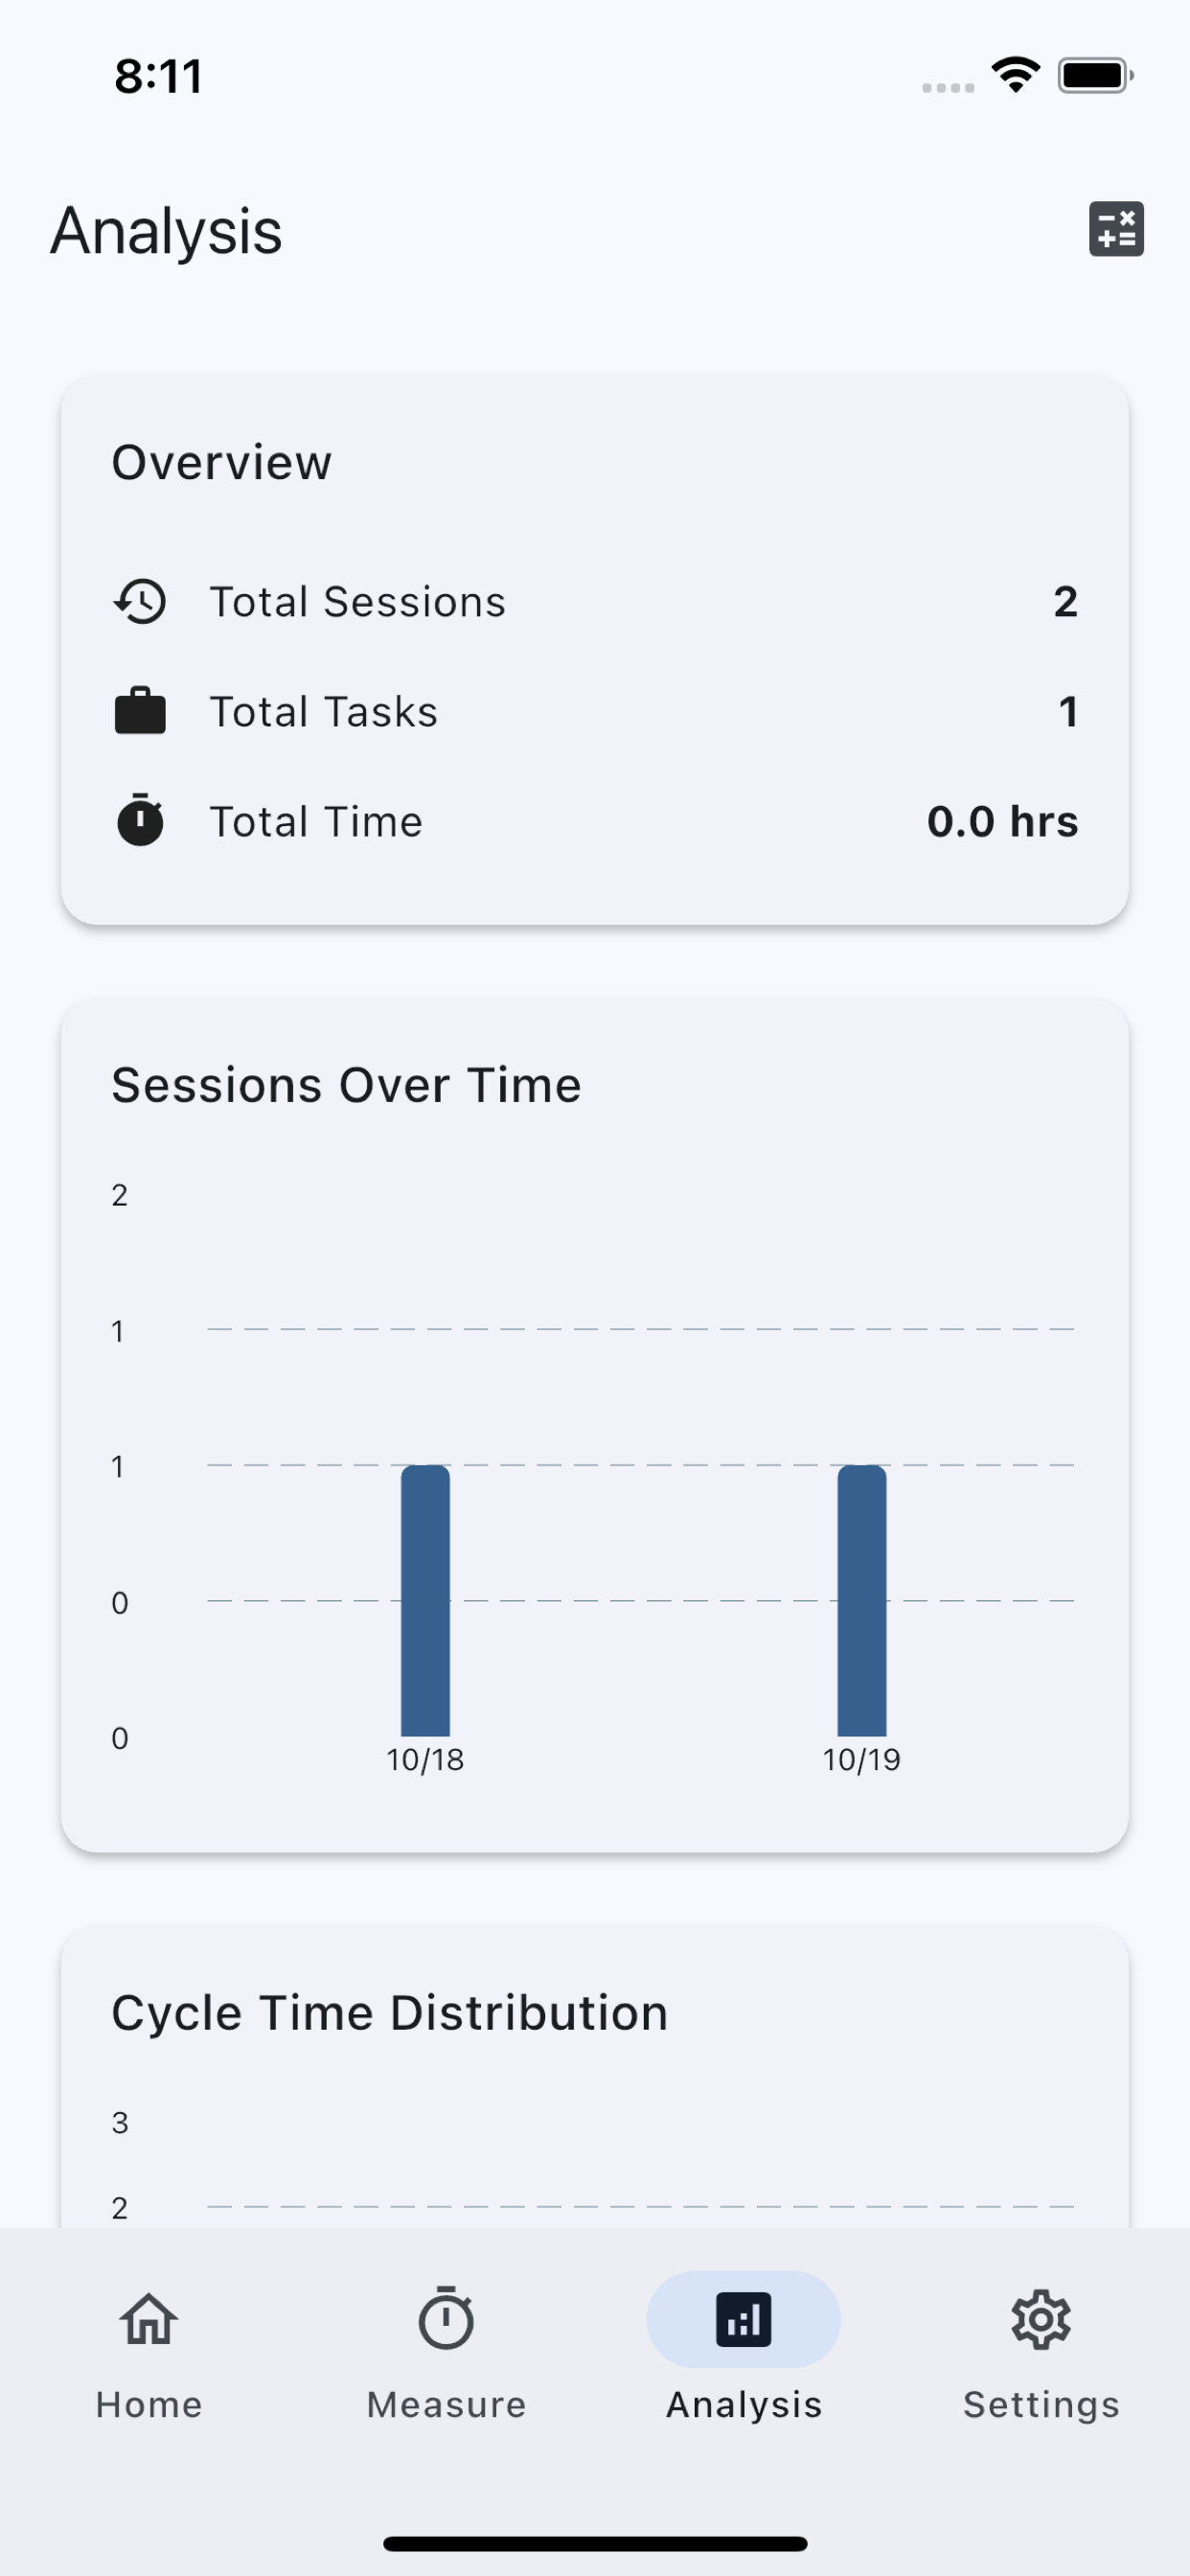 8:11
Analysis
Overview
Total Sessions 2
Total Tasks 1
Total Time 0.0 hrs
Sessions Over Time
2
1
1
0
0
10/18 10/19
Cycle Time Distribution
3
2
Home Measure Analysis Settings